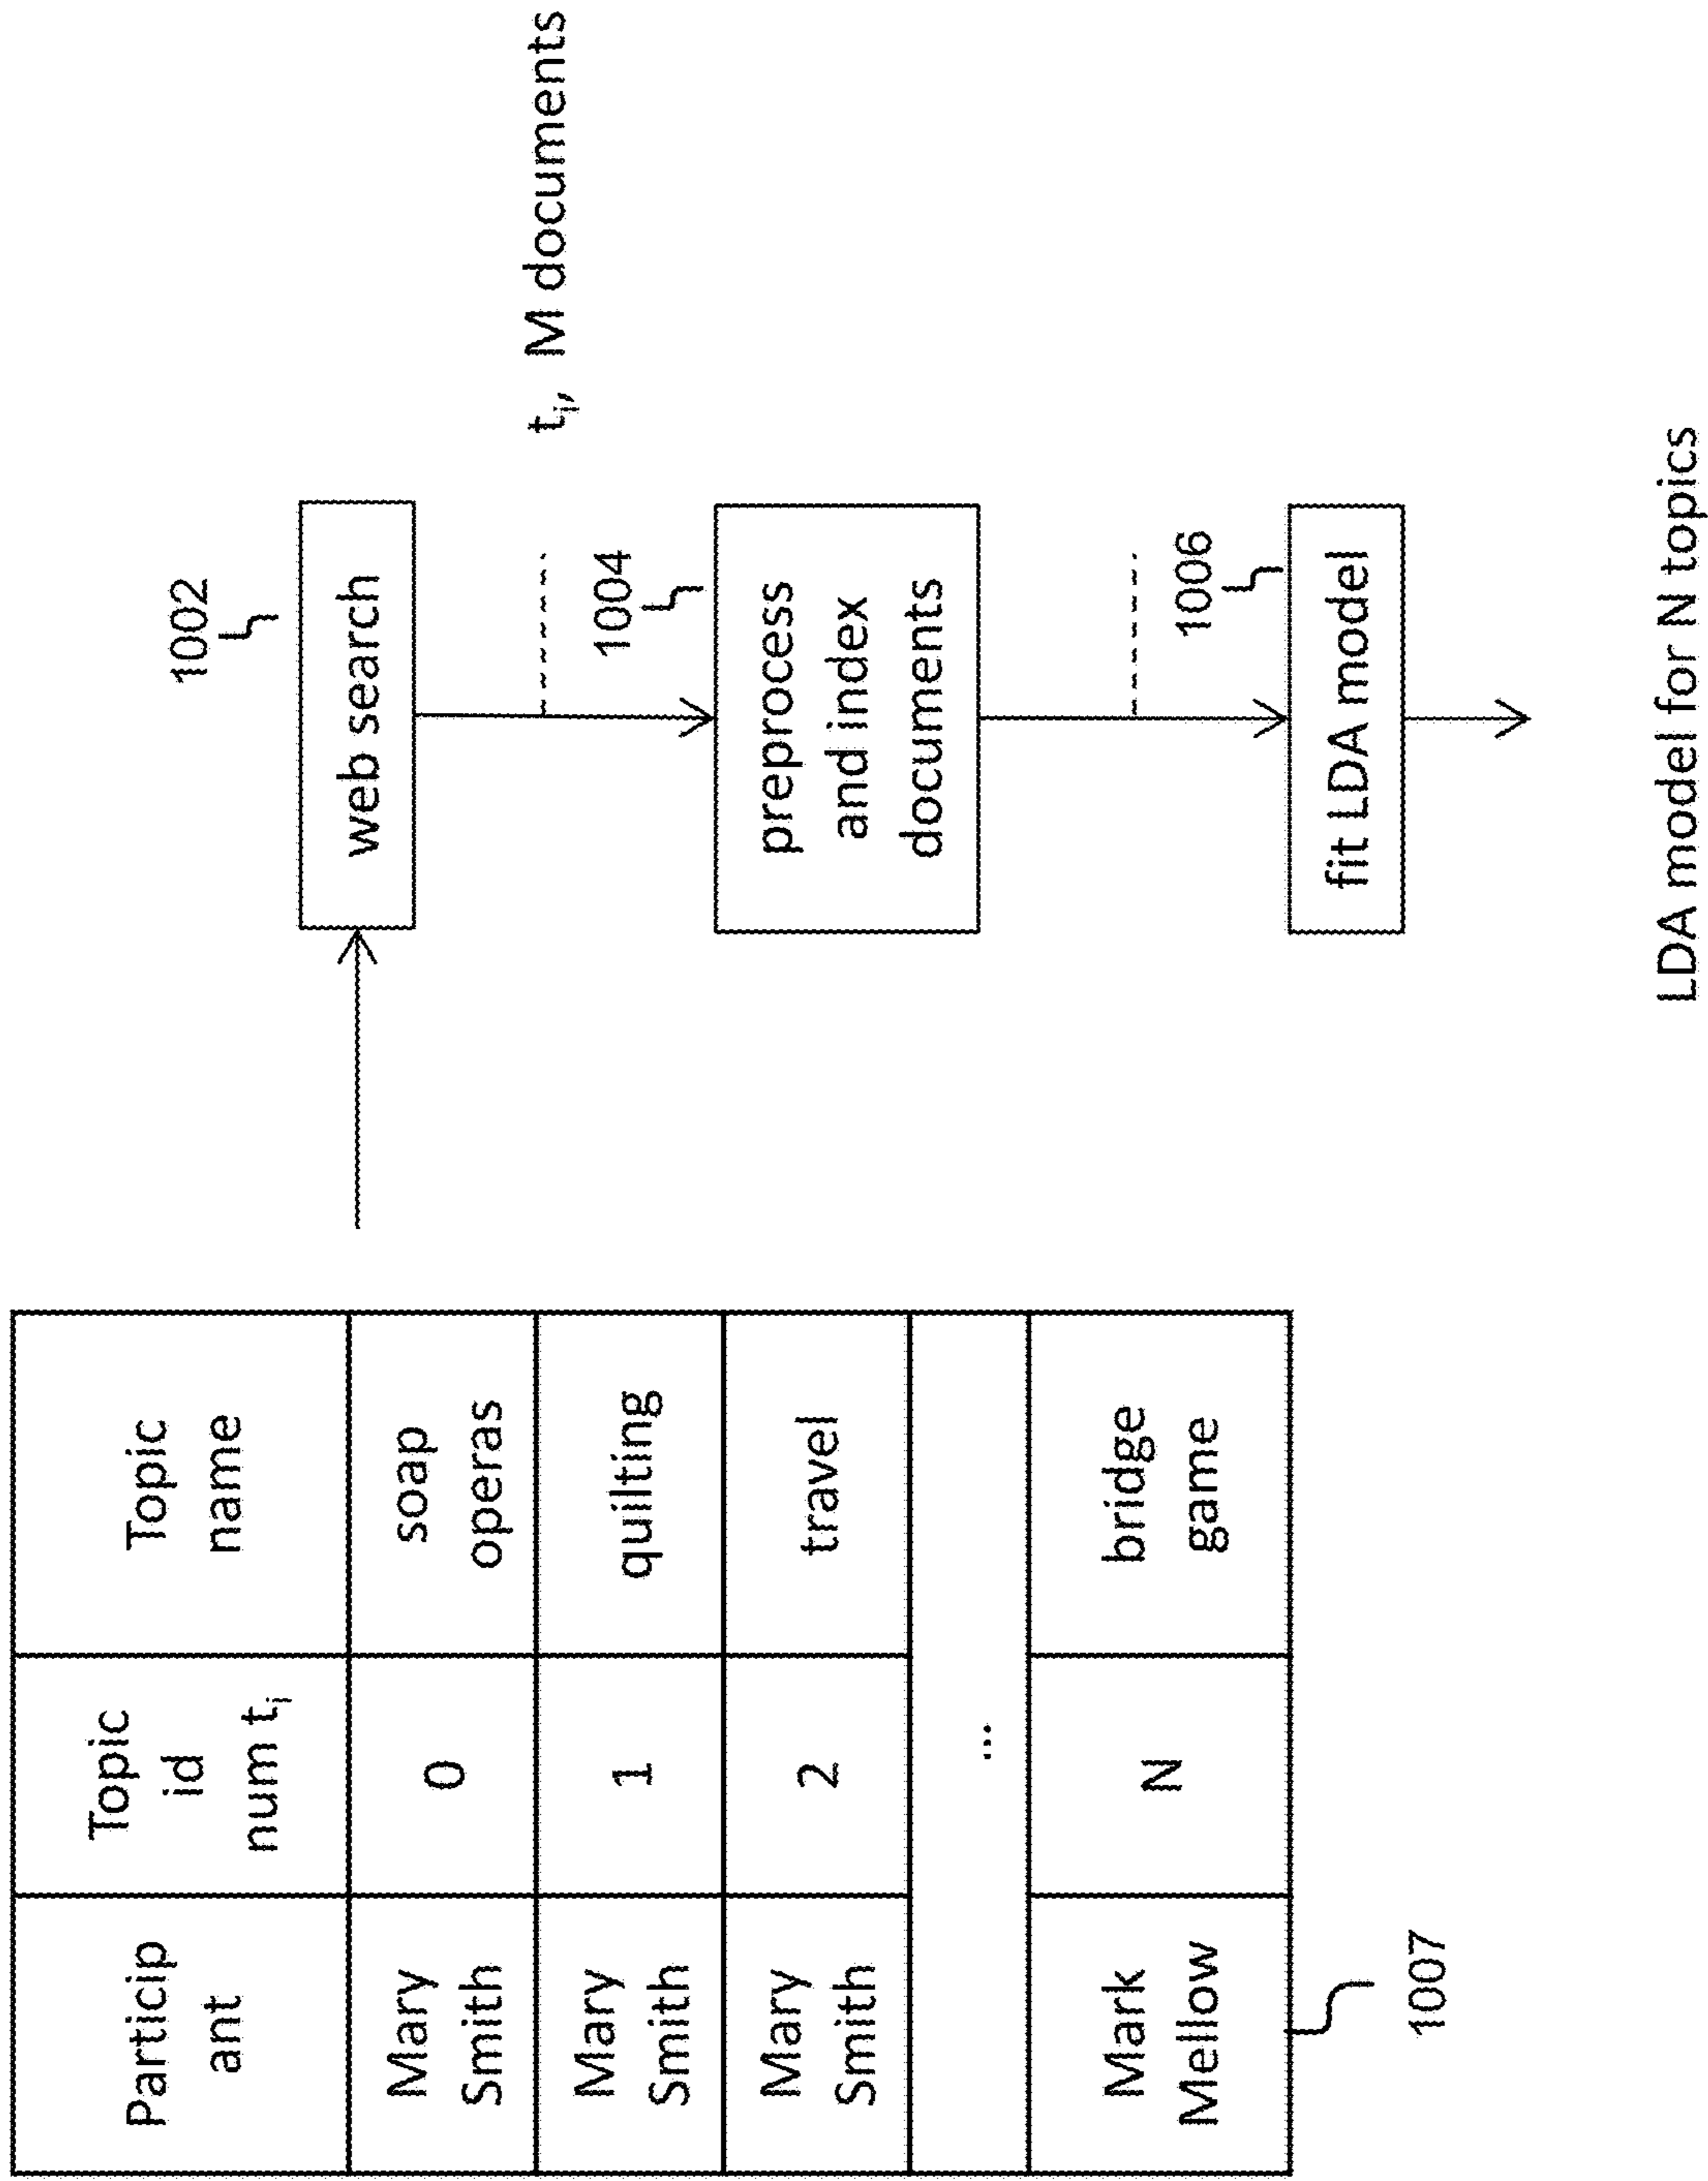 Particip
ant
Topic
id
num tᵢ
Topic
name
Mary
Smith
0
soap
operas
Mary
Smith
1
quilting
Mary
Smith
2
travel
...
Mark
Mellow
N
bridge
game
1007
1002
web search
tᵢ, M documents
1004
preprocess
and index
documents
1006
fit LDA model
LDA model for N topics